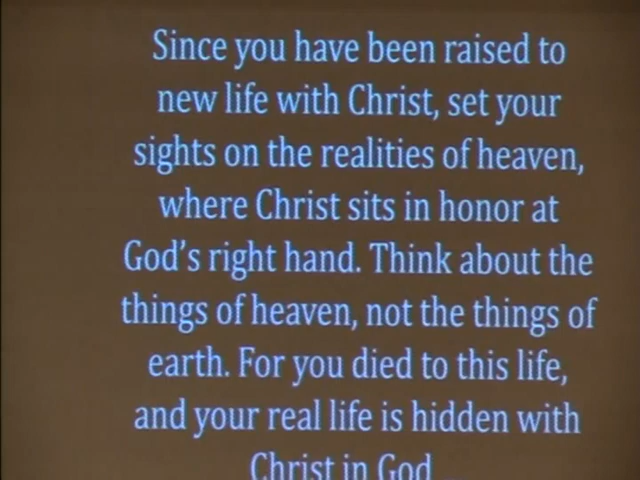 Since you have been raised to
new life with Christ, set your
sights on the realities of heaven,
where Christ sits in honor at
God's right hand. Think about the
things of heaven, not the things of
earth. For you died to this life,
and your real life is hidden with
Christ in God